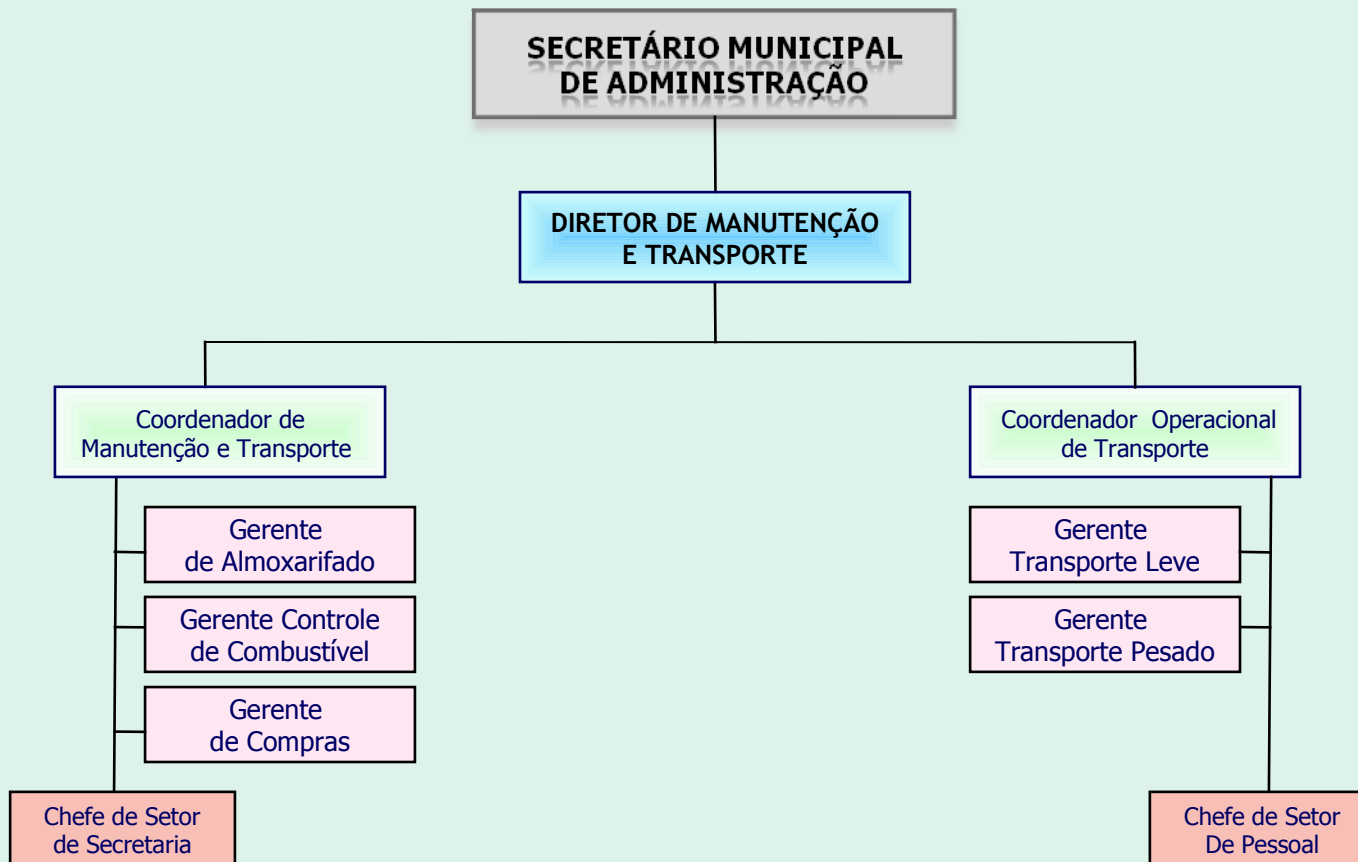 SECRETÁRIO MUNICIPAL
DE ADMINISTRAÇÃO
DIRETOR DE MANUTENÇÃO
E TRANSPORTE
Coordenador de
Manutenção e Transporte
Gerente
de Almoxarifado
Gerente Controle
de Combustível
Gerente
de Compras
Chefe de Setor
de Secretaria
Coordenador Operacional
de Transporte
Gerente
Transporte Leve
Gerente
Transporte Pesado
Chefe de Setor
De Pessoal